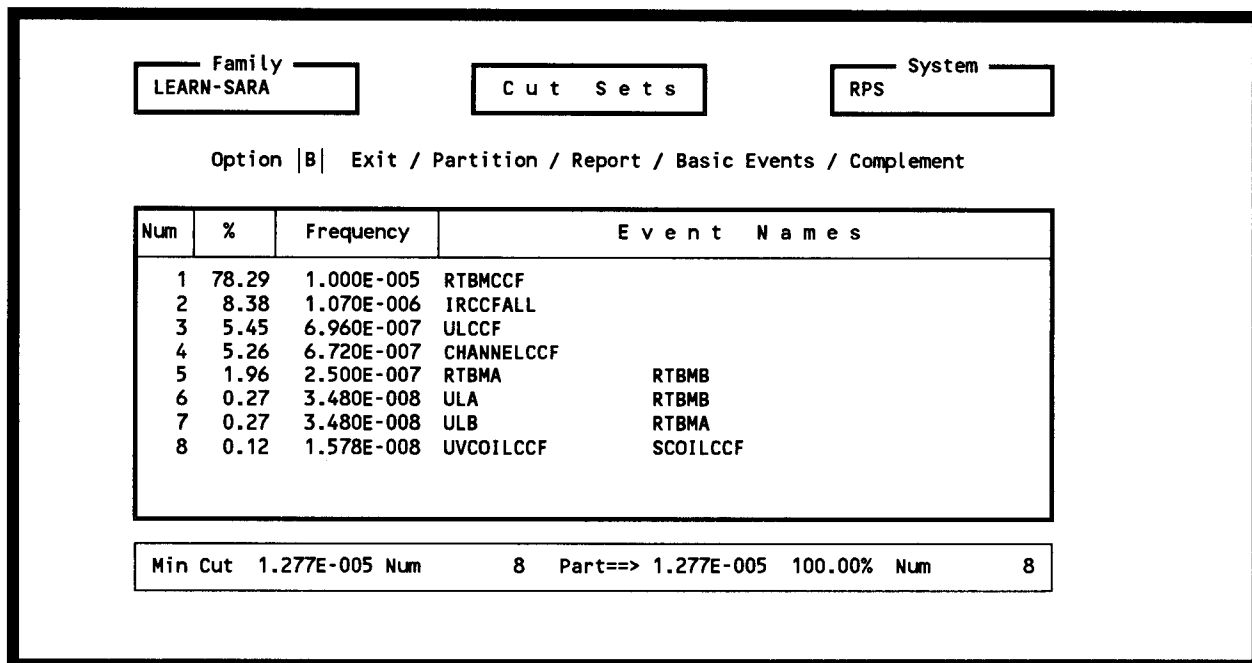 Family
System
LEARN-SARA Cut Sets RPS
Option |B| Exit / Partition / Report / Basic Events / Complement
Num % Frequency Event Names
1 78.29 1.000E-005 RTBMCCF
2 8.38 1.070E-006 IRCCFALL
3 5.45 6.960E-007 ULCCF
4 5.26 6.720E-007 CHANNELCCF
5 1.96 2.500E-007 RTBMA RTBMB
6 0.27 3.480E-008 ULA RTBMB
7 0.27 3.480E-008 ULB RTBMA
8 0.12 1.578E-008 UVCOILCCF SCOILCCF
Min Cut 1.277E-005 Num 8 Part==> 1.277E-005 100.00% Num 8